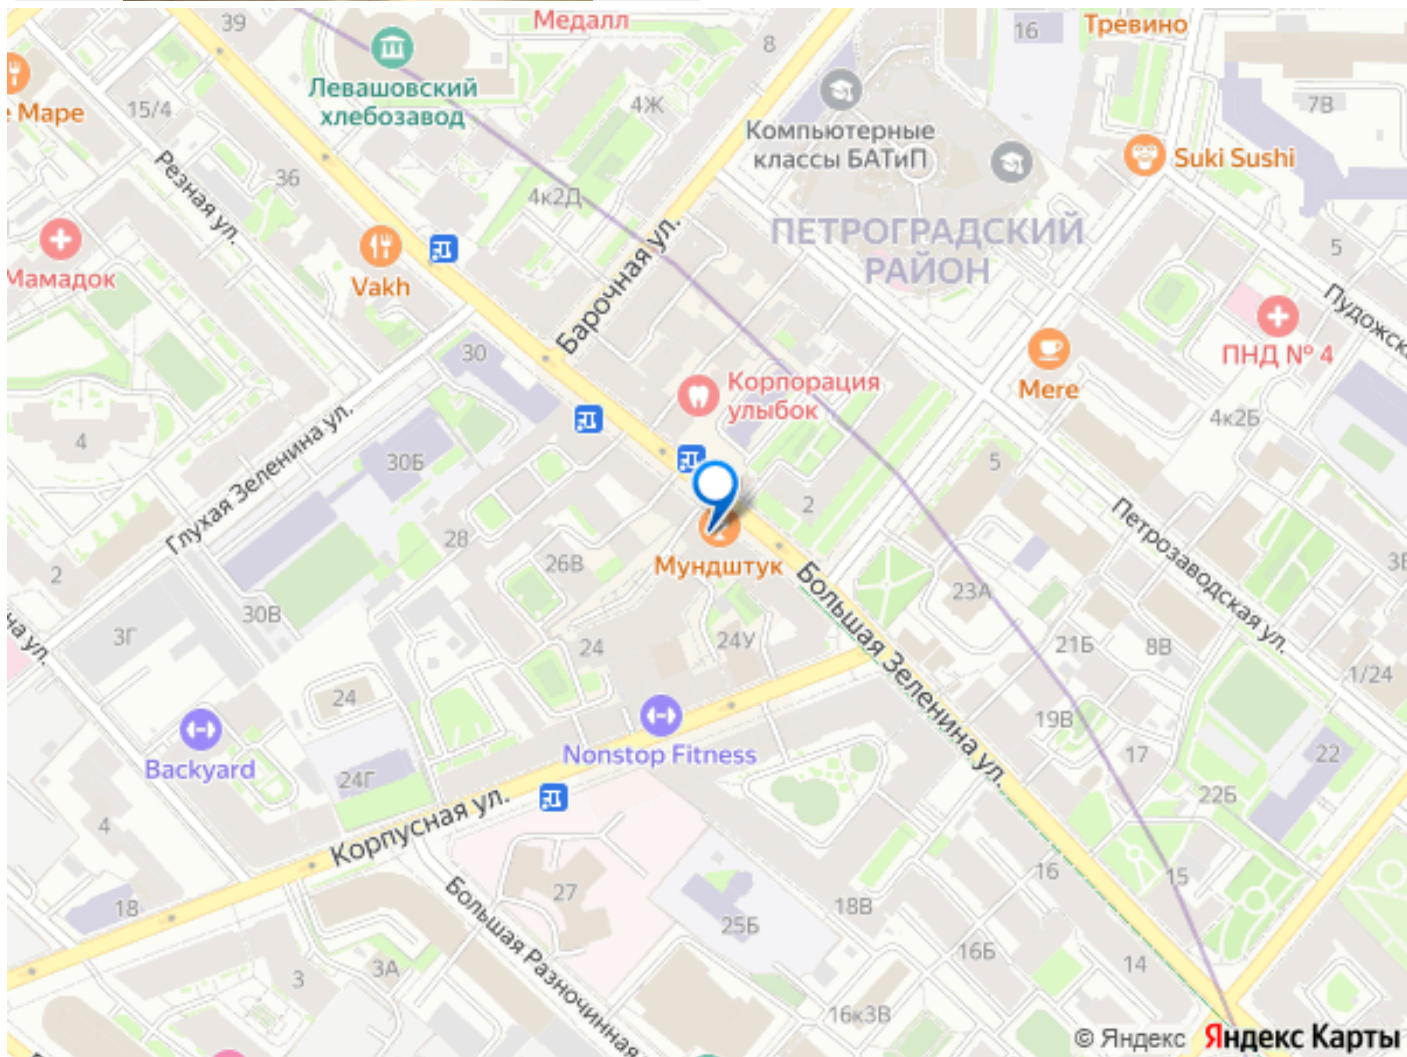 39
Медалл
8
16
Тревино
Левашовский
хлебозавод
е Маре
15/4
4Ж
7В
Компьютерные
классы БАТиП
Suki Sushi
Резная ул.
36
4к2Д
Барочная ул.
ПЕТРОГРАДСКИЙ
РАЙОН
5
Мамадок
Vakh
Пудожска
30
ПНД № 4
Корпорация
улыбок
Mere
4
Глухая Зеленина ул.
30Б
4к2Б
5
2
28
Петрозаводская ул.
26В
Мундштук
2
Большая Зеленина ул.
23А
30В
3Г
на ул.
24
24У
21Б
8В
1/24
24
Nonstop Fitness
19В
17
22
Backyard
24Г
22Б
Корпусная ул.
4
16
15
18
27
Большая Разночинная
25Б
18В
16Б
14
3А
3
16к3В
© Яндекс Яндекс Карты